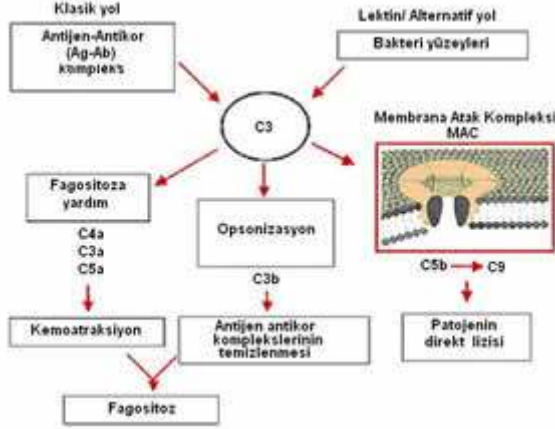 Klasik yol
Antijen-Antikor
(Ag-Ab)
kompleks
Lektin/ Alternatif yol
Bakteri yüzeyleri
C3
Membrana Atak Kompleksi
MAC
Fagositoza
yardım
C4a
C3a
C5a
Opsonizasyon
C3b
C5b
C9
Kemoatraksiyon
Antijen antikor
komplekslerinin
temizlenmesi
Patojenin
direkt lizisi
Fagositoz